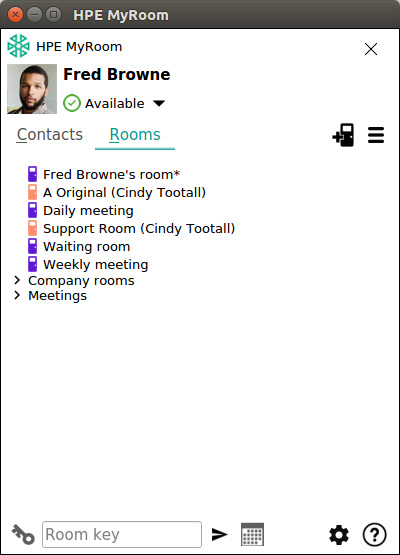 HPE MyRoom
HPE MyRoom
Fred Browne
Available
Contacts Rooms
Fred Browne's room*
A Original (Cindy Tootall)
Daily meeting
Support Room (Cindy Tootall)
Waiting room
Weekly meeting
Company rooms
Meetings
Room key